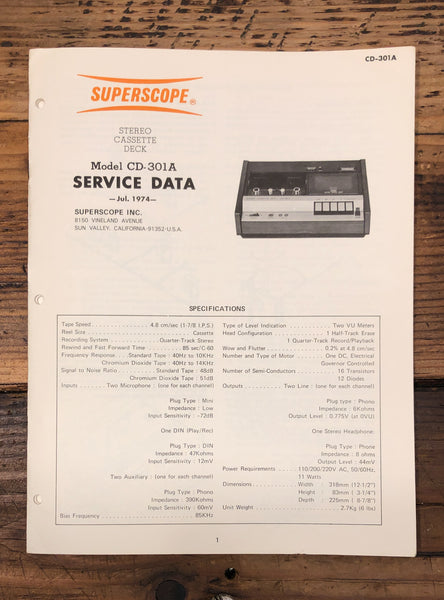 CD-301A
SUPERSCOPE®
STEREO
CASSETTE
DECK
Model CD-301A
SERVICE DATA
— Jul. 1974 —
SUPERSCOPE INC.
8150 VINELAND AVENUE
SUN VALLEY, CALIFORNIA-91352-U.S.A.
SPECIFICATIONS
Tape Speed 4.8 cm/sec (1-7/8 I.P.S.)
Reel Size Cassette
Recording System Quarter-Track Stereo
Rewind and Fast Forward Time 85 sec/C-60
Frequency Response Standard Tape : 40Hz to 10KHz
Chromium Dioxide Tape : 40Hz to 14KHz
Signal to Noise Ratio Standard Tape : 48dB
Chromium Dioxide Tape : 51dB
Inputs Two Microphone ; (one for each channel)
Plug Type : Mini
Impedance : Low
Input Sensitivity : -72dB
One DIN (Play/Rec)
Plug Type : DIN
Impedance : 47Kohms
Input Sensitivity : 12mV
Two Auxiliary : (one for each channel)
Plug Type : Phono
Impedance : 390Kohms
Input Sensitivity : 60mV
Bias Frequency 85KHz
Type of Level Indication Two VU Meters
Head Configuration 1 Half-Track Erase
1 Quarter-Track Record/Playback
Wow and Flutter 0.2% at 4.8 cm/sec
Number and Type of Motor One DC, Electrical
Governor Controlled
Number of Semi-Conductors 16 Transistors
12 Diodes
Outputs Two Line : (one for each channel)
Plug type : Phono
Impedance : 6Kohms
Output Level : 0.775V (in 0VU)
One Stereo Headphone,
Plug Type : Phone
Impedance : 8 ohms
Output Level : 44mV
Power Requirements 110/200/220V AC, 50/60Hz,
11 Watts
Dimensions Width : 318mm (12-1/2")
Height : 83mm ( 3-1/4")
Depth : 225mm ( 8-7/8")
Unit Weight 2.7Kg (6 lbs)
1